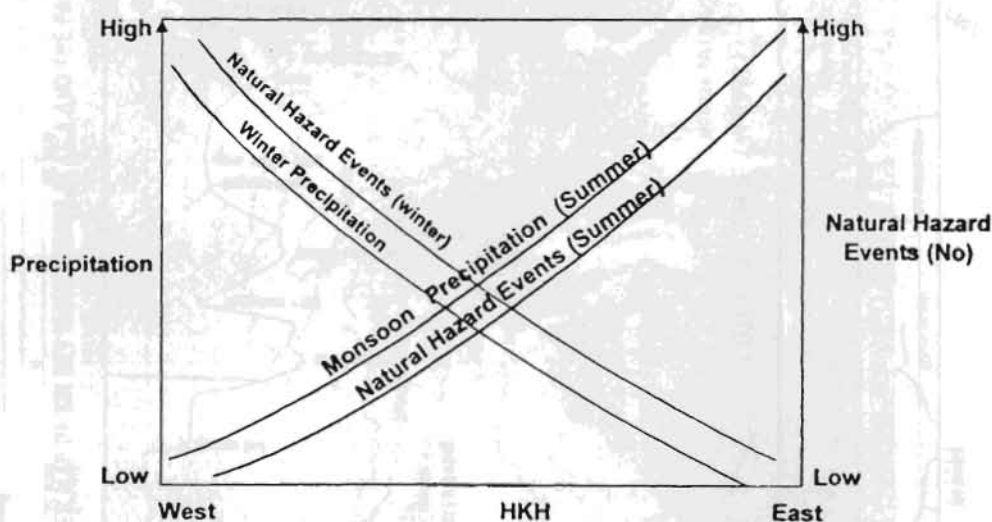 High
High
Natural Hazard Events (winter)
Winter Precipitation
Monsoon Precipitation (Summer)
Natural Hazard Events (Summer)
Precipitation
Natural Hazard
Events (No)
Low
Low
West
HKH
East